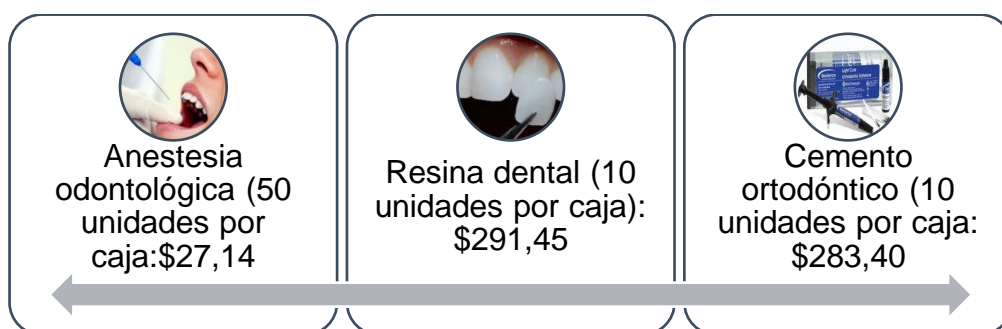 Anestesia
odontológica (50
unidades por
caja:$27,14
Resina dental (10
unidades por caja):
$291,45
Cemento
ortodóntico (10
unidades por caja:
$283,40